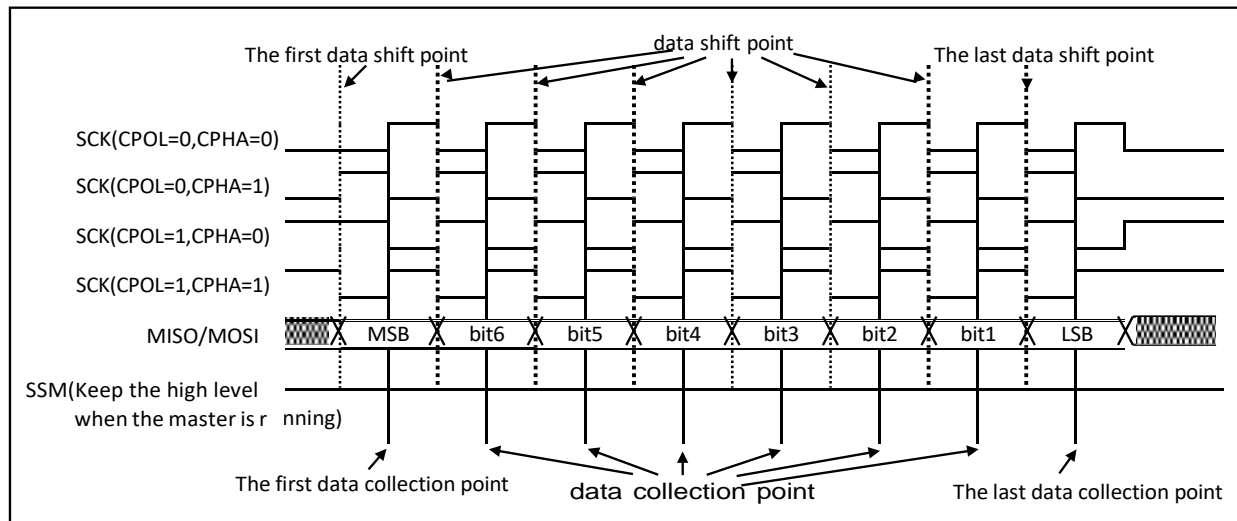 The first data shift point
data shift point
The last data shift point
SCK(CPOL=0,CPHA=0)
SCK(CPOL=0,CPHA=1)
SCK(CPOL=1,CPHA=0)
SCK(CPOL=1,CPHA=1)
MISO/MOSI
MSB
bit6
bit5
bit4
bit3
bit2
bit1
LSB
SSM(Keep the high level
when the master is r nning)
The first data collection point
data collection point
The last data collection point